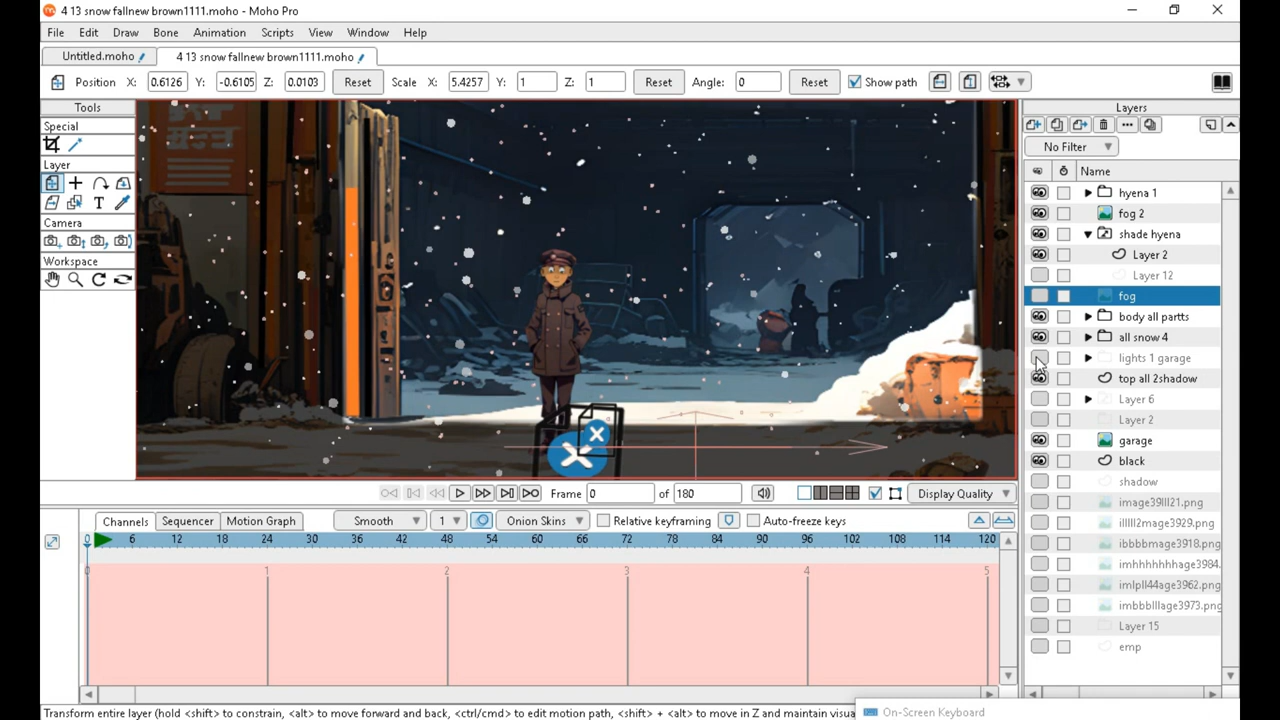 4 13 snow fallnew brown1111.moho - Moho Pro
File Edit Draw Bone Animation Scripts View Window Help
Untitled.moho 4 13 snow fallnew brown1111.moho
Position X: 0.6126 Y: -0.6105 Z: 0.0103 Reset Scale X: 5.4257 Y: 1 Z: 1 Reset Angle: 0 Reset Show path
Tools
Special
Layer
T
Camera
Workspace
Layers
No Filter
Name
hyena 1
fog 2
shade hyena
Layer 2
Layer 12
fog
body all partts
all snow 4
lights 1 garage
top all 2shadow
Layer 6
Layer 2
garage
black
shadow
image39lll21.png
illlll2mage3929.png
ibbbbmage3918.png
imhhhhhhhage3984.
imlpll44age3962.png
imbbblllage3973.png
Layer 15
emp
Frame 0 of 180 Display Quality
Channels Sequencer Motion Graph Smooth 1 Onion Skins Relative keyframing Auto-freeze keys
0 6 12 18 24 30 36 42 48 54 60 66 72 78 84 90 96 102 108 114 120
0 1 2 3 4 5
Transform entire layer (hold <shift> to constrain, <alt> to move forward and back, <ctrl/cmd> to edit motion path, <shift> + <alt> to move in Z and maintain visua
On-Screen Keyboard